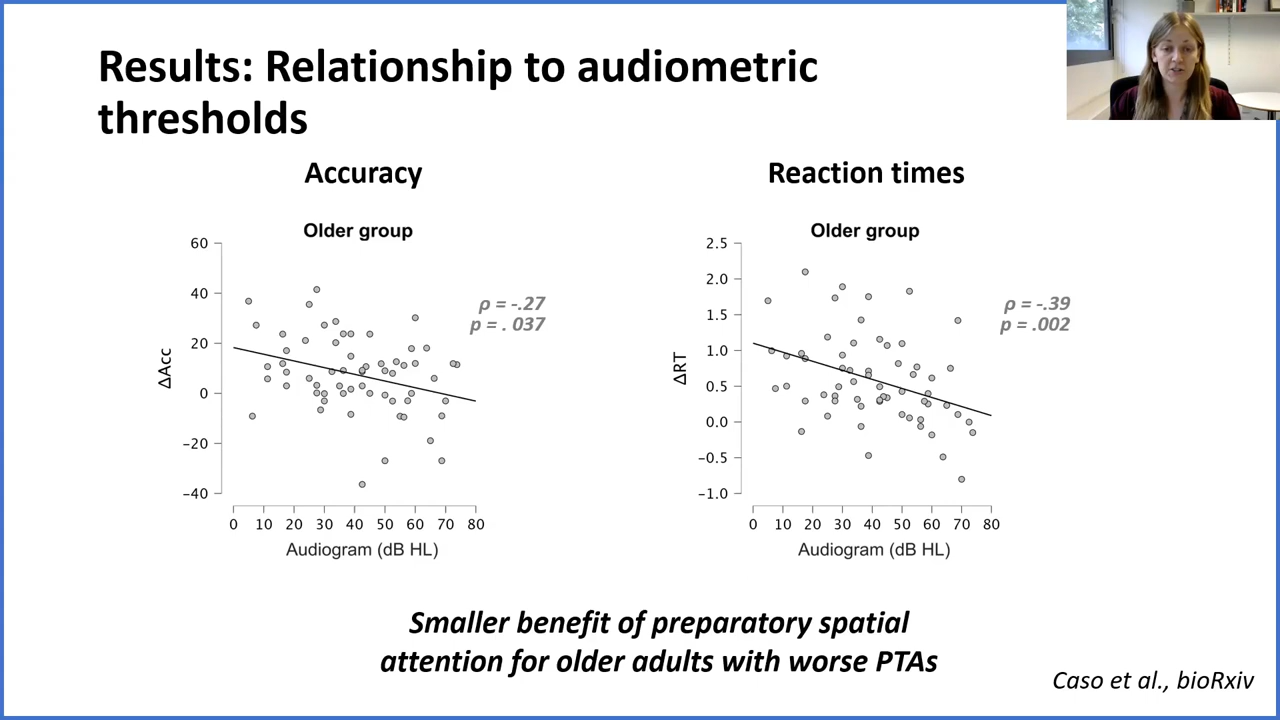 Results: Relationship to audiometric
thresholds
Accuracy
Older group
60
40
20
0
−20
−40
ΔAcc
ρ = -.27
p = . 037
0 10 20 30 40 50 60 70 80
Audiogram (dB HL)
Reaction times
Older group
2.5
2.0
1.5
1.0
0.5
0.0
−0.5
−1.0
ΔRT
ρ = -.39
p = .002
0 10 20 30 40 50 60 70 80
Audiogram (dB HL)
Smaller benefit of preparatory spatial
attention for older adults with worse PTAs
Caso et al., bioRxiv